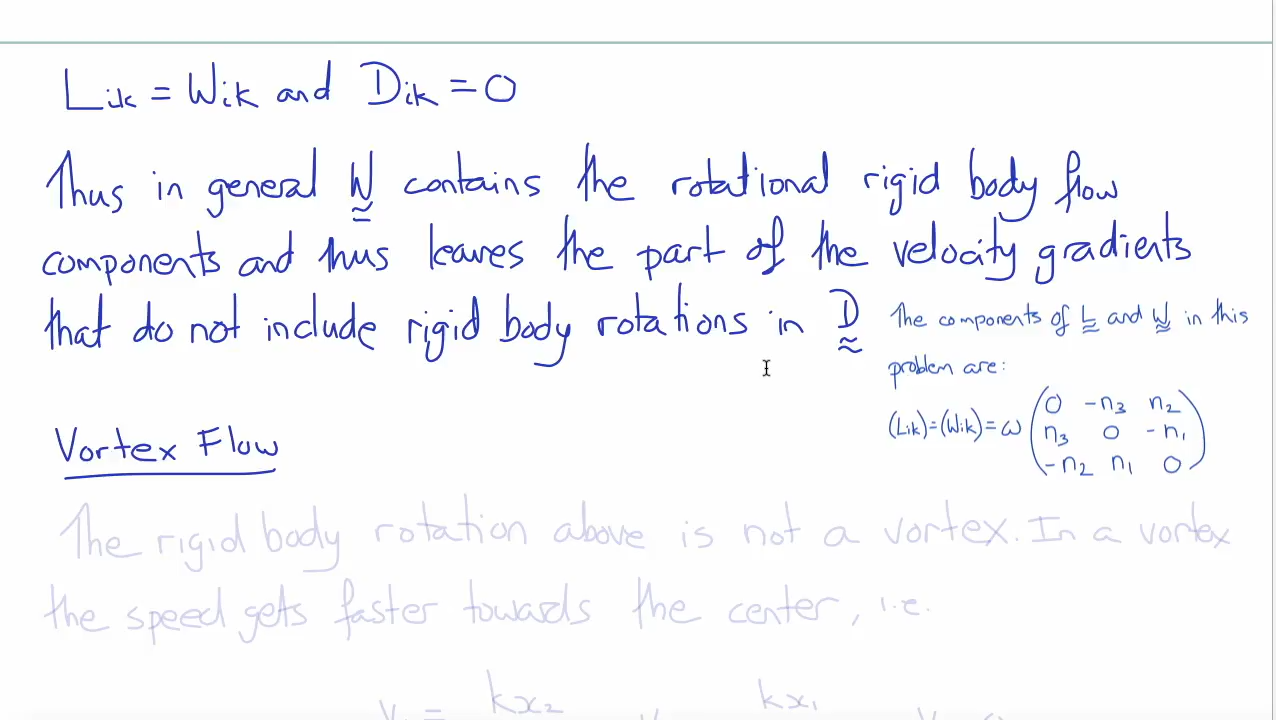 Lik = Wik and Dik = 0
Thus in general W contains the rotational rigid body flow
components and thus leaves the part of the velocity gradients
that do not include rigid body rotations in D
The components of L and W in this
problem are:
(Lik) = (Wik) = ω ( 0 -n3 n2
n3 0 -n1
-n2 n1 0 )
Vortex Flow
The rigid body rotation above is not a vortex. In a vortex
the speed gets faster towards the center, i.e.
kx2 kx1